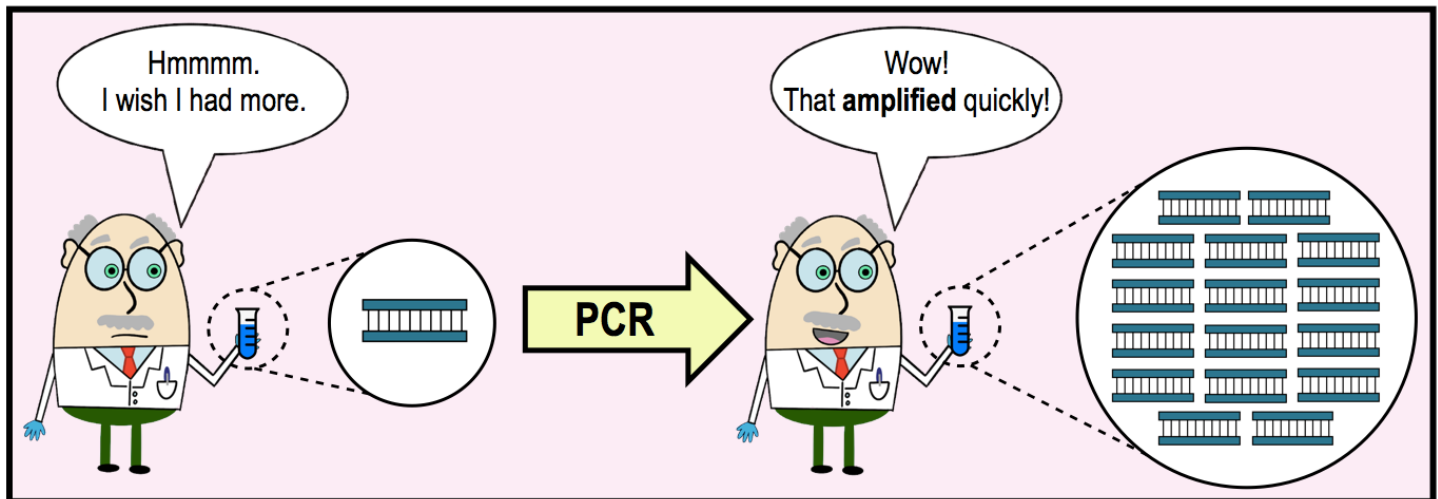 Hmmmm.
I wish I had more.
PCR
Wow!
That amplified quickly!